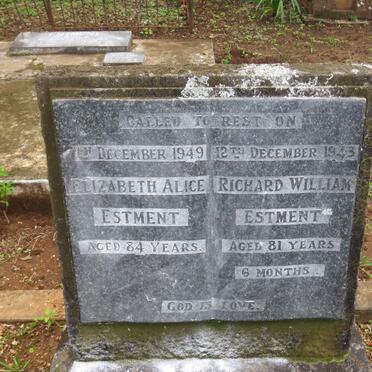 CALLED TO REST ON
DECEMBER 1949 12TH DECEMBER 1943
ELIZABETH ALICE RICHARD WILLIAM
ESTMENT ESTMENT
AGED 84 YEARS. AGED 81 YEARS
6 MONTHS.
GOD IS LOVE.